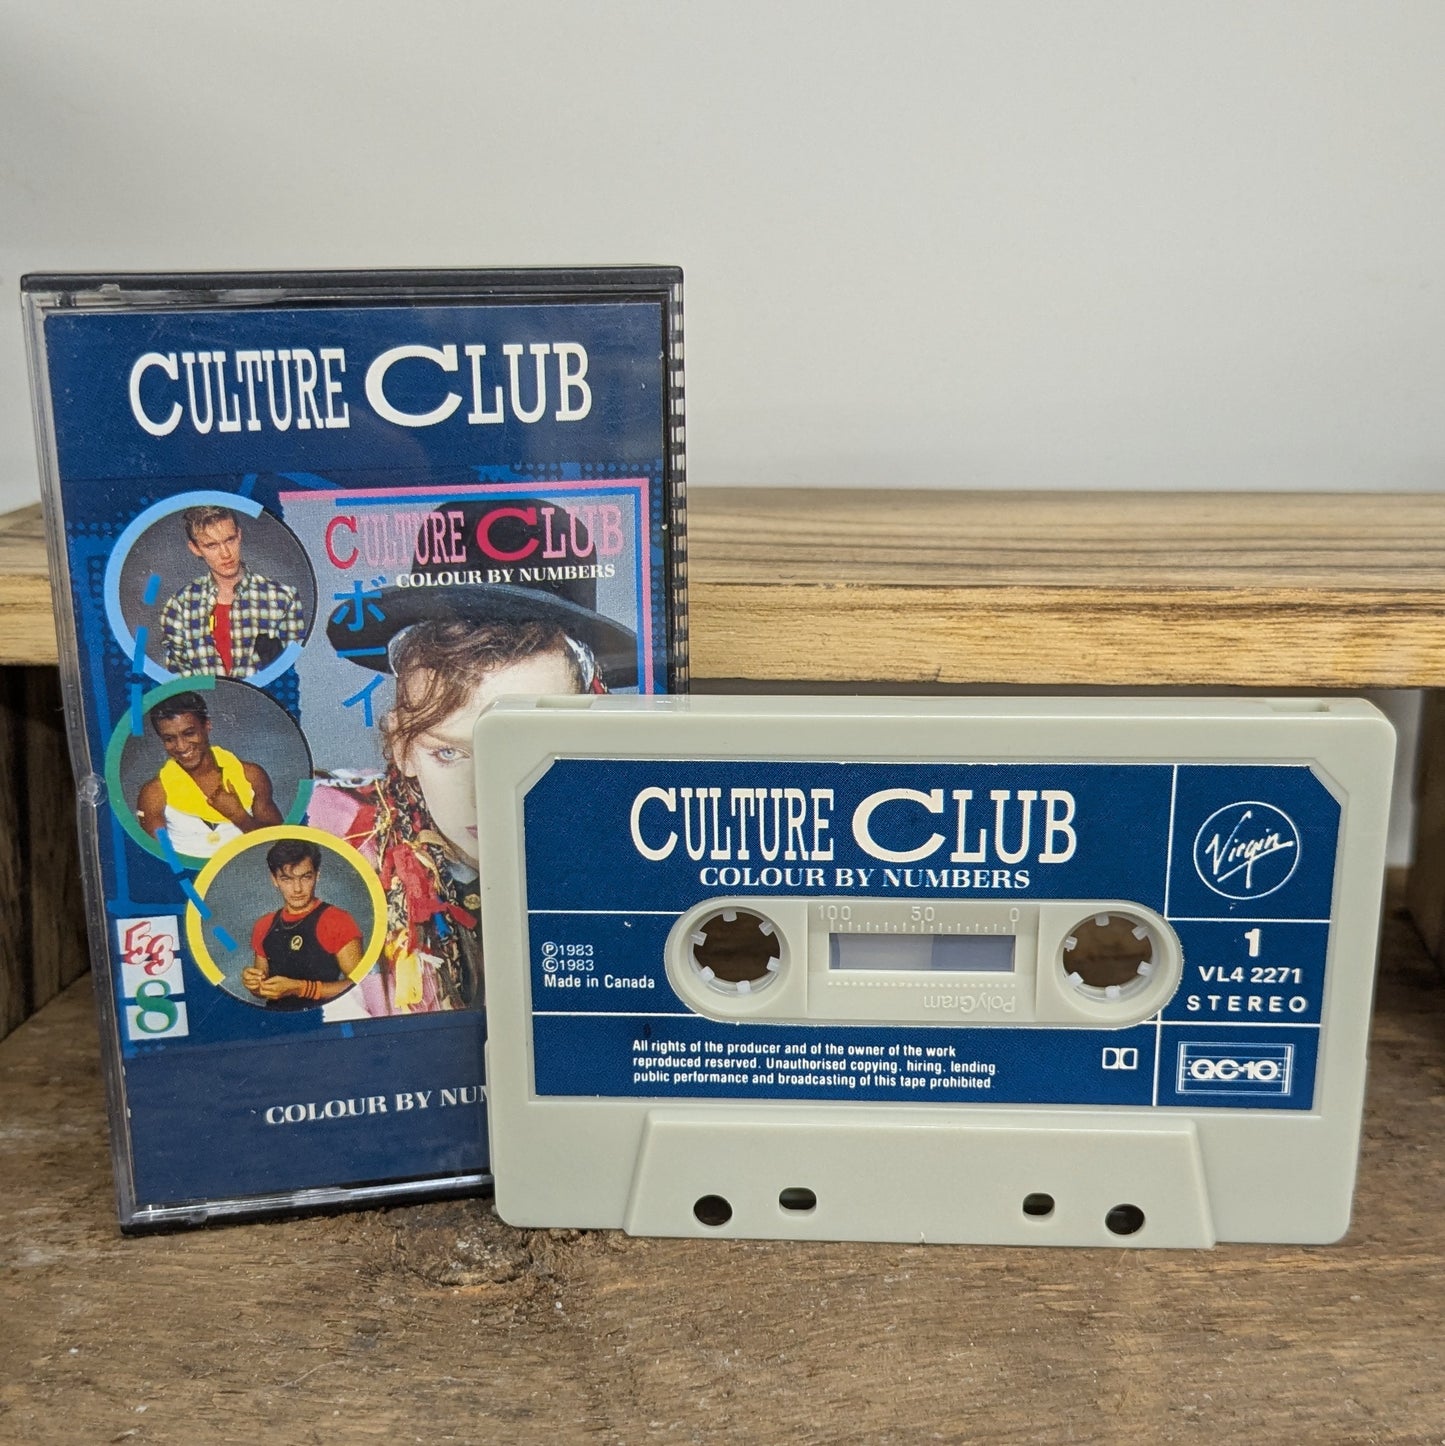 CULTURE CLUB
CULTURE CLUB
COLOUR BY NUMBERS
ボーイ
53
8
COLOUR BY NUM
CULTURE CLUB
COLOUR BY NUMBERS
Virgin
100 50 0
℗1983
©1983
Made in Canada
PolyGram
1
VL4 2271
STEREO
All rights of the producer and of the owner of the work
reproduced reserved. Unauthorised copying, hiring, lending
public performance and broadcasting of this tape prohibited.
QC-10